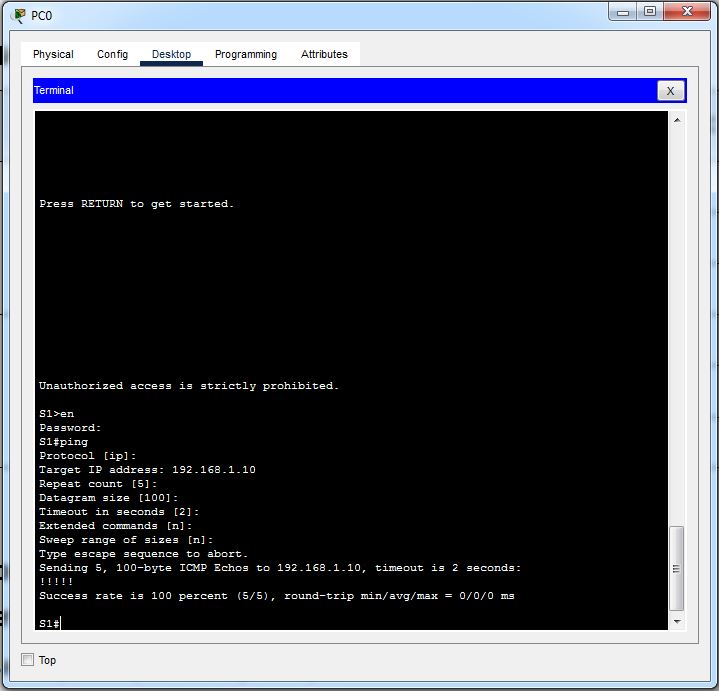 PC0
Physical Config Desktop Programming Attributes
Terminal
X
Press RETURN to get started.
Unauthorized access is strictly prohibited.
S1>en
Password:
S1#ping
Protocol [ip]:
Target IP address: 192.168.1.10
Repeat count [5]:
Datagram size [100]:
Timeout in seconds [2]:
Extended commands [n]:
Sweep range of sizes [n]:
Type escape sequence to abort.
Sending 5, 100-byte ICMP Echos to 192.168.1.10, timeout is 2 seconds:
!!!!!
Success rate is 100 percent (5/5), round-trip min/avg/max = 0/0/0 ms
S1#
Top